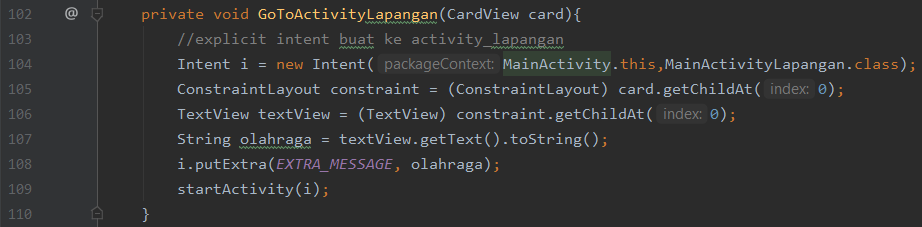 102 @ private void GoToActivityLapangan(CardView card){
103 //explicit intent buat ke activity_lapangan
104 Intent i = new Intent( packageContext: MainActivity.this,MainActivityLapangan.class);
105 ConstraintLayout constraint = (ConstraintLayout) card.getChildAt( index: 0);
106 TextView textView = (TextView) constraint.getChildAt( index: 0);
107 String olahraga = textView.getText().toString();
108 i.putExtra(EXTRA_MESSAGE, olahraga);
109 startActivity(i);
110 }